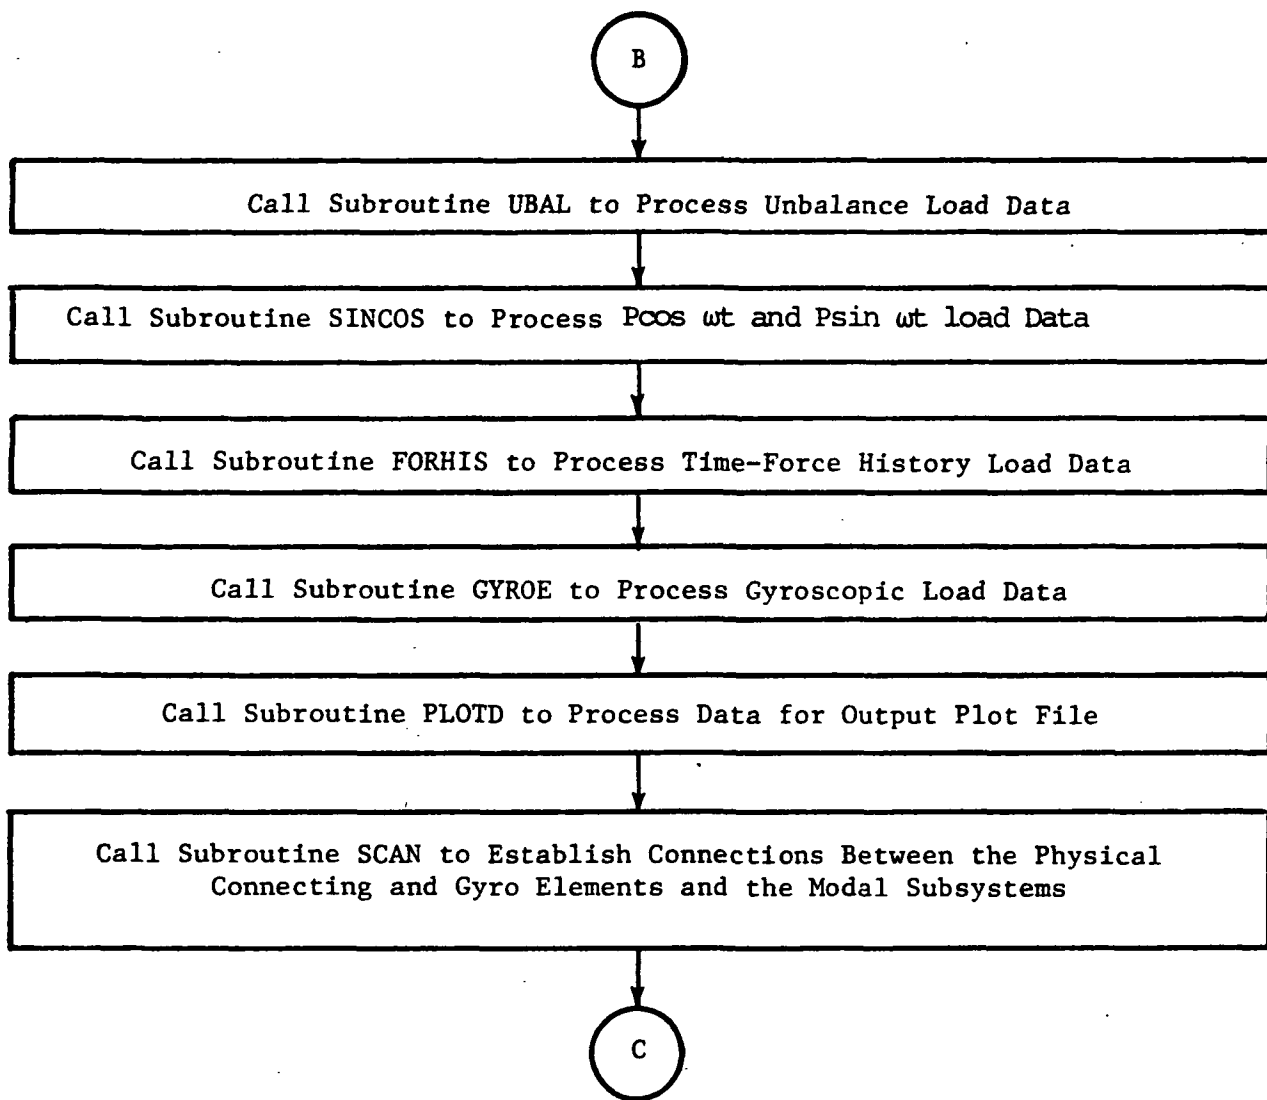 B
Call Subroutine UBAL to Process Unbalance Load Data
Call Subroutine SINCOS to Process Pcos ωt and Psin ωt load Data
Call Subroutine FORHIS to Process Time-Force History Load Data
Call Subroutine GYROE to Process Gyroscopic Load Data
Call Subroutine PLOTD to Process Data for Output Plot File
Call Subroutine SCAN to Establish Connections Between the Physical
Connecting and Gyro Elements and the Modal Subsystems
C